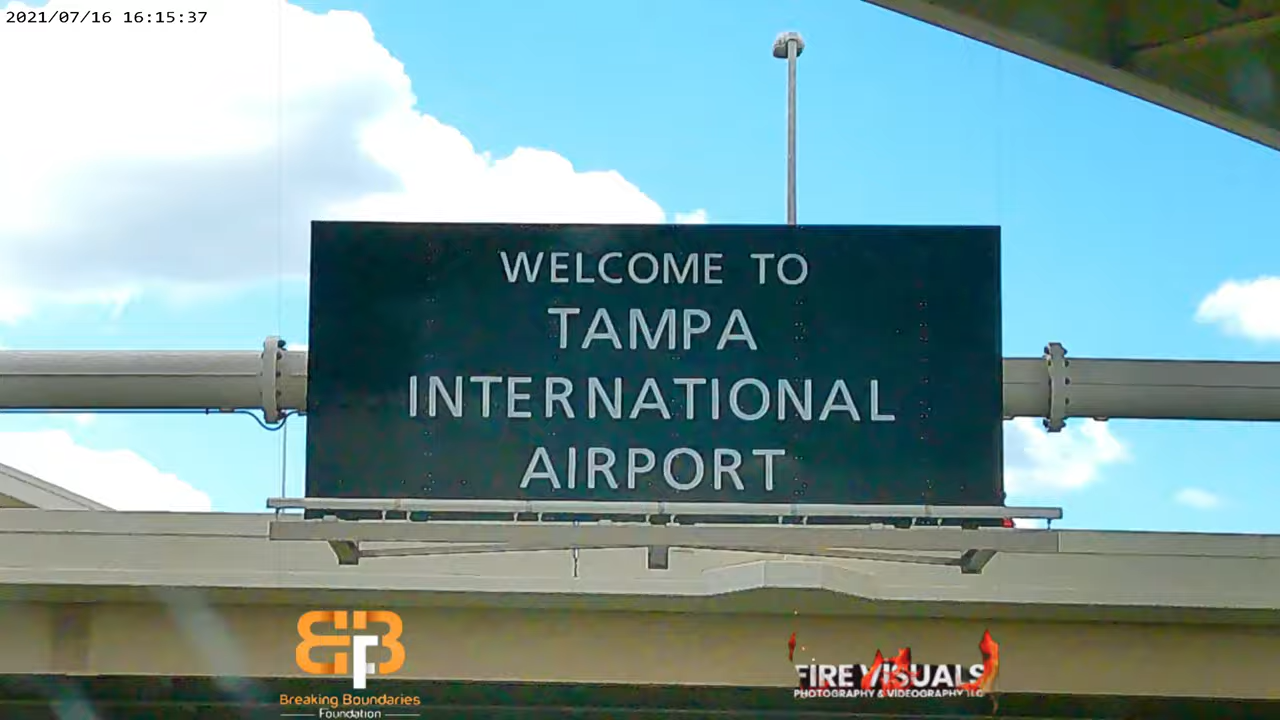 2021/07/16 16:15:37
WELCOME TO
TAMPA
INTERNATIONAL
AIRPORT
Breaking Boundaries
Foundation
FIRE VISUALS
PHOTOGRAPHY & VIDEOGRAPHY LLC